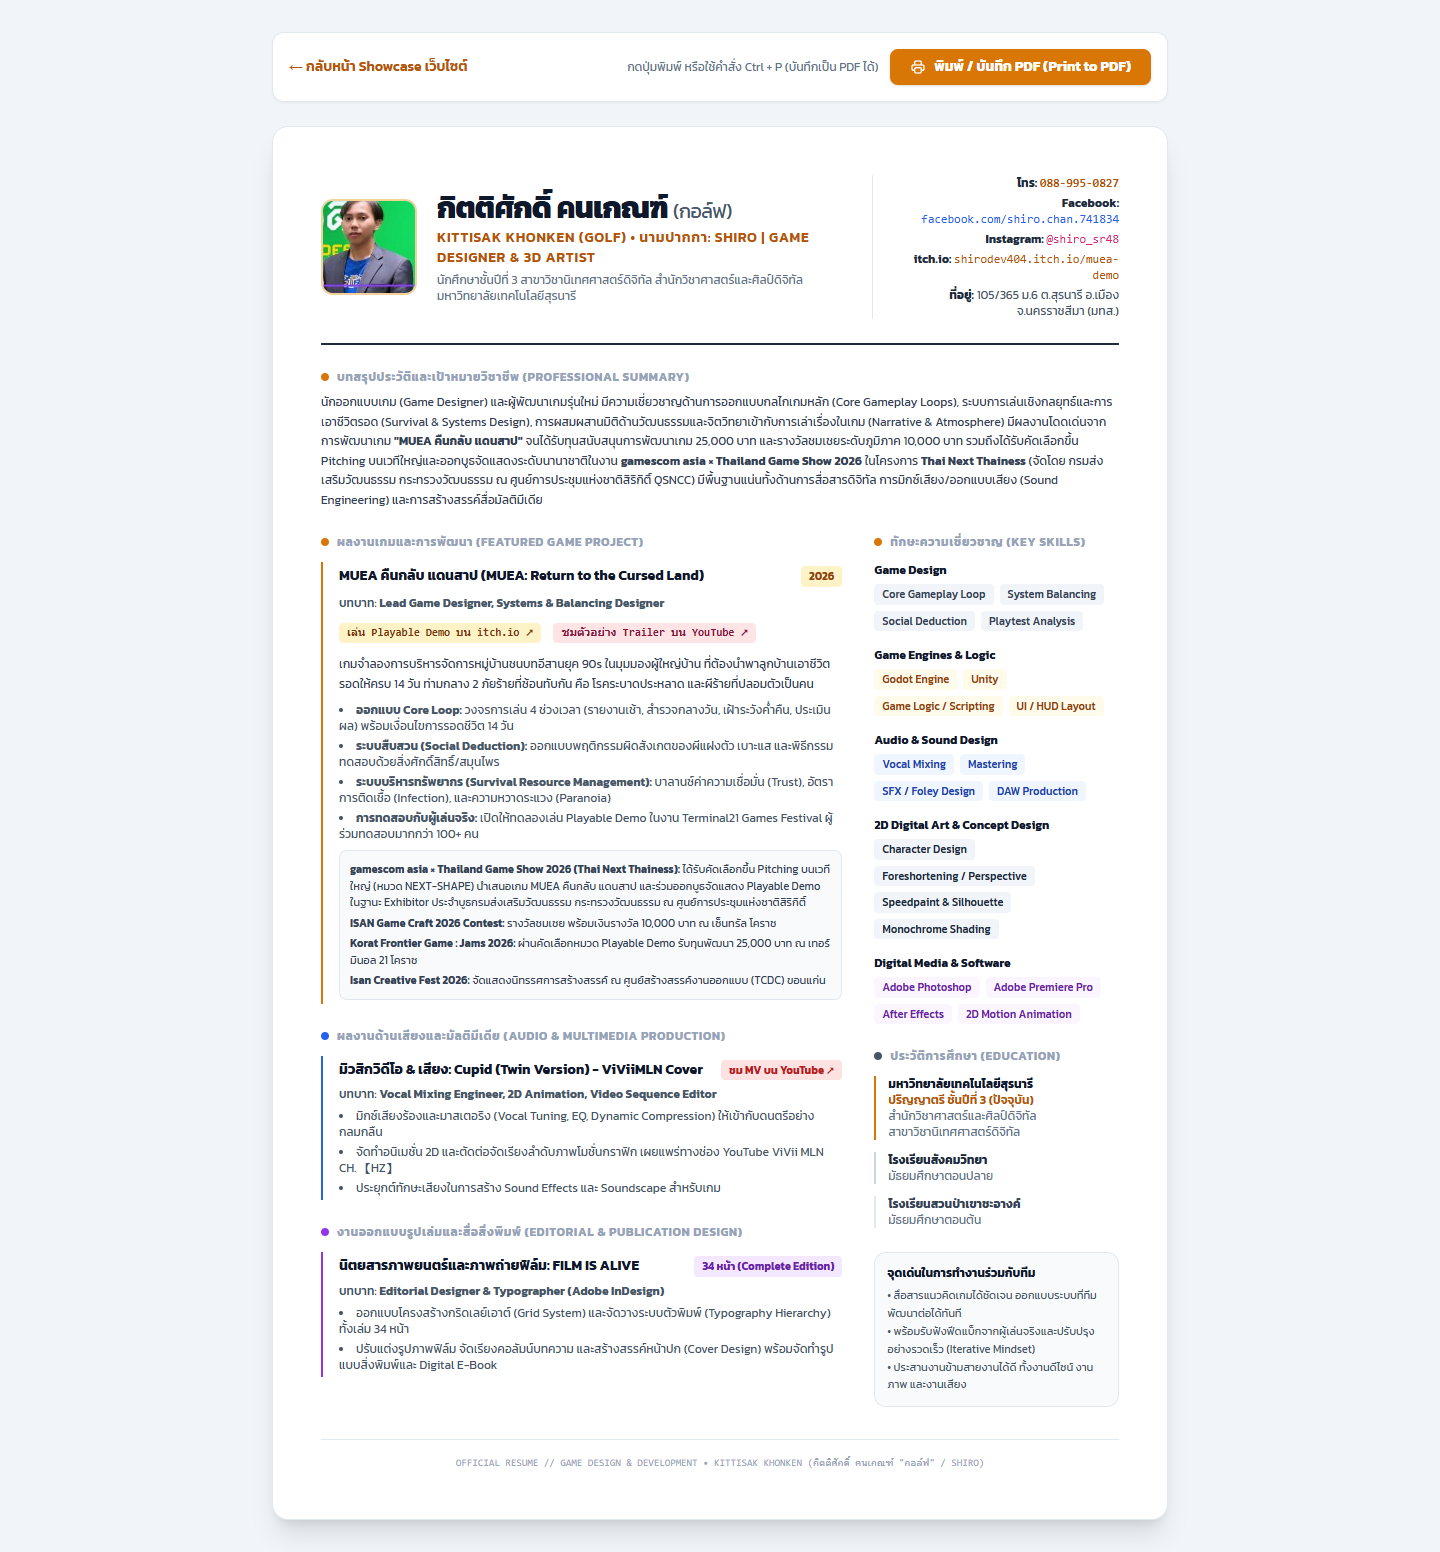 ← กลับหน้า Showcase เว็บไซต์
กดปุ่มพิมพ์ หรือใช้คำสั่ง Ctrl + P (บันทึกเป็น PDF ได้)
พิมพ์ / บันทึก PDF (Print to PDF)
กิตติศักดิ์ คนเกณฑ์ (กอล์ฟ)
KITTISAK KHONKEN (GOLF) • นามปากกา: SHIRO | GAME
DESIGNER & 3D ARTIST
นักศึกษาชั้นปีที่ 3 สาขาวิชานิเทศศาสตร์ดิจิทัล สำนักวิชาศาสตร์และศิลป์ดิจิทัล
มหาวิทยาลัยเทคโนโลยีสุรนารี
โทร: 088-995-0827
Facebook:
facebook.com/shiro.chan.741834
Instagram: @shiro_sr48
itch.io: shirodev404.itch.io/muea-
demo
ที่อยู่: 105/365 ม.6 ต.สุรนารี อ.เมือง
จ.นครราชสีมา (มทส.)
บทสรุปประวัติและเป้าหมายวิชาชีพ (PROFESSIONAL SUMMARY)
นักออกแบบเกม (Game Designer) และผู้พัฒนาเกมรุ่นใหม่ มีความเชี่ยวชาญด้านการออกแบบกลไกเกมหลัก (Core Gameplay Loops), ระบบการเล่นเชิงกลยุทธ์และการ
เอาชีวิตรอด (Survival & Systems Design), การผสมผสานมิติด้านวัฒนธรรมและจิตวิทยาเข้ากับการเล่าเรื่องในเกม (Narrative & Atmosphere) มีผลงานโดดเด่นจาก
การพัฒนาเกม "MUEA คืนกลับ แดนสาป" จนได้รับทุนสนับสนุนการพัฒนาเกม 25,000 บาท และรางวัลชมเชยระดับภูมิภาค 10,000 บาท รวมถึงได้รับคัดเลือกขึ้น
Pitching บนเวทีใหญ่และออกบูธจัดแสดงระดับนานาชาติในงาน gamescom asia × Thailand Game Show 2026 ในโครงการ Thai Next Thainess (จัดโดย กรมส่ง
เสริมวัฒนธรรม กระทรวงวัฒนธรรม ณ ศูนย์การประชุมแห่งชาติสิริกิติ์ QSNCC) มีพื้นฐานแน่นทั้งด้านการสื่อสารดิจิทัล การมิกซ์เสียง/ออกแบบเสียง (Sound
Engineering) และการสร้างสรรค์สื่อมัลติมีเดีย
ผลงานเกมและการพัฒนา (FEATURED GAME PROJECT)
MUEA คืนกลับ แดนสาป (MUEA: Return to the Cursed Land)
2026
บทบาท: Lead Game Designer, Systems & Balancing Designer
เล่น Playable Demo บน itch.io ↗
ชมตัวอย่าง Trailer บน YouTube ↗
เกมจำลองการบริหารจัดการหมู่บ้านชนบทอีสานยุค 90s ในมุมมองผู้ใหญ่บ้าน ที่ต้องนำพาลูกบ้านเอาชีวิต
รอดให้ครบ 14 วัน ท่ามกลาง 2 ภัยร้ายที่ซ้อนทับกัน คือ โรคระบาดประหลาด และผีร้ายที่ปลอมตัวเป็นคน
• ออกแบบ Core Loop: วงจรการเล่น 4 ช่วงเวลา (รายงานเช้า, สำรวจกลางวัน, เฝ้าระวังค่ำคืน, ประเมิน
ผล) พร้อมเงื่อนไขการรอดชีวิต 14 วัน
• ระบบสืบสวน (Social Deduction): ออกแบบพฤติกรรมผิดสังเกตของผีแฝงตัว เบาะแส และพิธีกรรม
ทดสอบด้วยสิ่งศักดิ์สิทธิ์/สมุนไพร
• ระบบบริหารทรัพยากร (Survival Resource Management): บาลานซ์ค่าความเชื่อมั่น (Trust), อัตรา
การติดเชื้อ (Infection), และความหวาดระแวง (Paranoia)
• การทดสอบกับผู้เล่นจริง: เปิดให้ทดลองเล่น Playable Demo ในงาน Terminal21 Games Festival ผู้
ร่วมทดสอบมากกว่า 100+ คน
gamescom asia × Thailand Game Show 2026 (Thai Next Thainess): ได้รับคัดเลือกขึ้น Pitching บนเวที
ใหญ่ (หมวด NEXT-SHAPE) นำเสนอเกม MUEA คืนกลับ แดนสาป และร่วมออกบูธจัดแสดง Playable Demo
ในฐานะ Exhibitor ประจำบูธกรมส่งเสริมวัฒนธรรม กระทรวงวัฒนธรรม ณ ศูนย์การประชุมแห่งชาติสิริกิติ์
ISAN Game Craft 2026 Contest: รางวัลชมเชย พร้อมเงินรางวัล 10,000 บาท ณ เซ็นทรัล โคราช
Korat Frontier Game : Jams 2026: ผ่านคัดเลือกหมวด Playable Demo รับทุนพัฒนา 25,000 บาท ณ เทอร์
มินอล 21 โคราช
Isan Creative Fest 2026: จัดแสดงนิทรรศการสร้างสรรค์ ณ ศูนย์สร้างสรรค์งานออกแบบ (TCDC) ขอนแก่น
ผลงานด้านเสียงและมัลติมีเดีย (AUDIO & MULTIMEDIA PRODUCTION)
มิวสิกวิดีโอ & เสียง: Cupid (Twin Version) - ViViiMLN Cover
ชม MV บน YouTube ↗
บทบาท: Vocal Mixing Engineer, 2D Animation, Video Sequence Editor
• มิกซ์เสียงร้องและมาสเตอริง (Vocal Tuning, EQ, Dynamic Compression) ให้เข้ากับดนตรีอย่าง
กลมกลืน
• จัดทำอนิเมชั่น 2D และตัดต่อจัดเรียงลำดับภาพโมชั่นกราฟิก เผยแพร่ทางช่อง YouTube ViVii MLN
CH. 【HZ】
• ประยุกต์ทักษะเสียงในการสร้าง Sound Effects และ Soundscape สำหรับเกม
งานออกแบบรูปเล่มและสื่อสิ่งพิมพ์ (EDITORIAL & PUBLICATION DESIGN)
นิตยสารภาพยนตร์และภาพถ่ายฟิล์ม: FILM IS ALIVE
34 หน้า (Complete Edition)
บทบาท: Editorial Designer & Typographer (Adobe InDesign)
• ออกแบบโครงสร้างกริดเลย์เอาต์ (Grid System) และจัดวางระบบตัวพิมพ์ (Typography Hierarchy)
ทั้งเล่ม 34 หน้า
• ปรับแต่งรูปภาพฟิล์ม จัดเรียงคอลัมน์บทความ และสร้างสรรค์หน้าปก (Cover Design) พร้อมจัดทำรูป
แบบสิ่งพิมพ์และ Digital E-Book
ทักษะความเชี่ยวชาญ (KEY SKILLS)
Game Design
Core Gameplay Loop
System Balancing
Social Deduction
Playtest Analysis
Game Engines & Logic
Godot Engine
Unity
Game Logic / Scripting
UI / HUD Layout
Audio & Sound Design
Vocal Mixing
Mastering
SFX / Foley Design
DAW Production
2D Digital Art & Concept Design
Character Design
Foreshortening / Perspective
Speedpaint & Silhouette
Monochrome Shading
Digital Media & Software
Adobe Photoshop
Adobe Premiere Pro
After Effects
2D Motion Animation
ประวัติการศึกษา (EDUCATION)
มหาวิทยาลัยเทคโนโลยีสุรนารี
ปริญญาตรี ชั้นปีที่ 3 (ปัจจุบัน)
สำนักวิชาศาสตร์และศิลป์ดิจิทัล
สาขาวิชานิเทศศาสตร์ดิจิทัล
โรงเรียนสังคมวิทยา
มัธยมศึกษาตอนปลาย
โรงเรียนสวนป่าเขาชะอางค์
มัธยมศึกษาตอนต้น
จุดเด่นในการทำงานร่วมกับทีม
• สื่อสารแนวคิดเกมได้ชัดเจน ออกแบบระบบที่ทีม
พัฒนาต่อได้ทันที
• พร้อมรับฟังฟีดแบ็กจากผู้เล่นจริงและปรับปรุง
อย่างรวดเร็ว (Iterative Mindset)
• ประสานงานข้ามสายงานได้ดี ทั้งงานดีไซน์ งาน
ภาพ และงานเสียง
OFFICIAL RESUME // GAME DESIGN & DEVELOPMENT • KITTISAK KHONKEN (กิตติศักดิ์ คนเกณฑ์ "กอล์ฟ" / SHIRO)